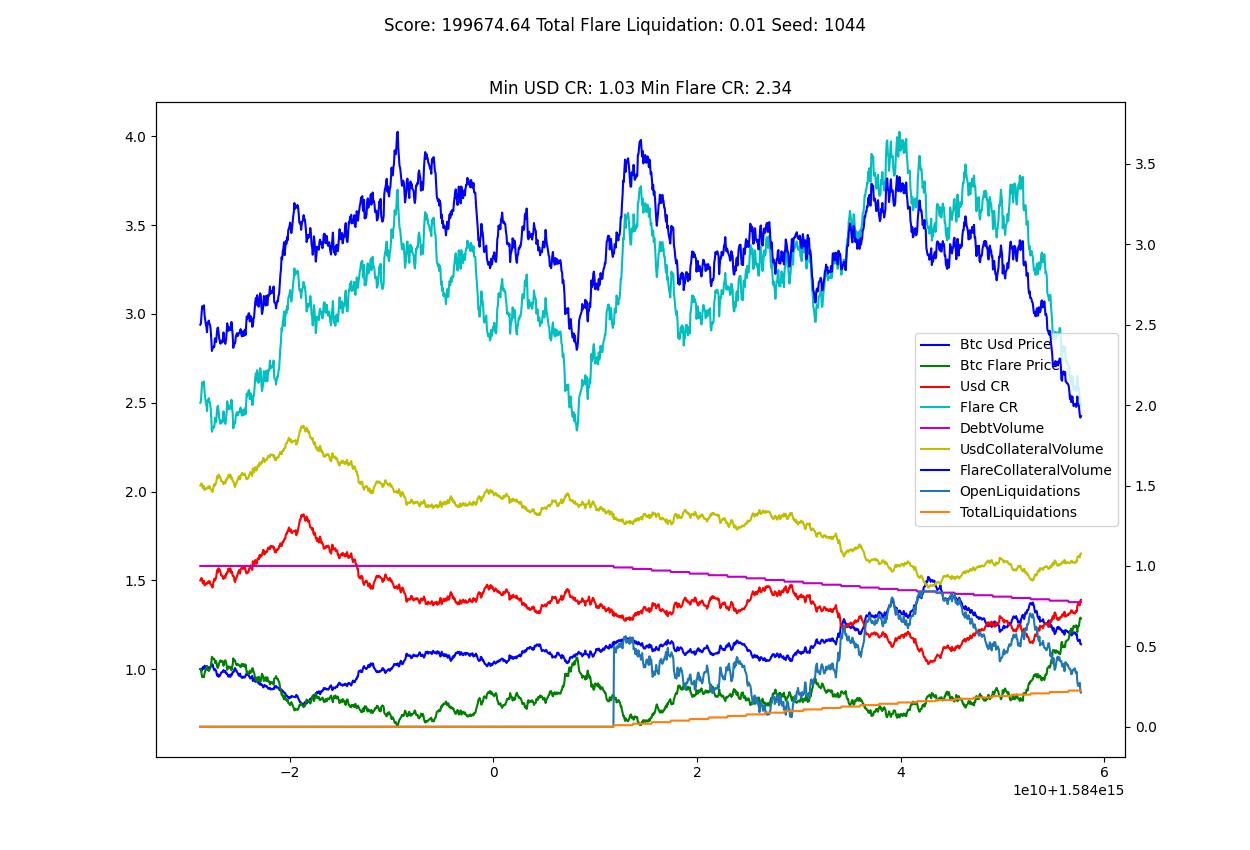 Score: 199674.64 Total Flare Liquidation: 0.01 Seed: 1044
Min USD CR: 1.03 Min Flare CR: 2.34
4.0
3.5
3.0
2.5
2.0
1.5
1.0
3.5
3.0
2.5
2.0
1.5
1.0
0.5
0.0
Btc Usd Price
Btc Flare Price
Usd CR
Flare CR
DebtVolume
UsdCollateralVolume
FlareCollateralVolume
OpenLiquidations
TotalLiquidations
−2 0 2 4 6
1e10+1.584e15